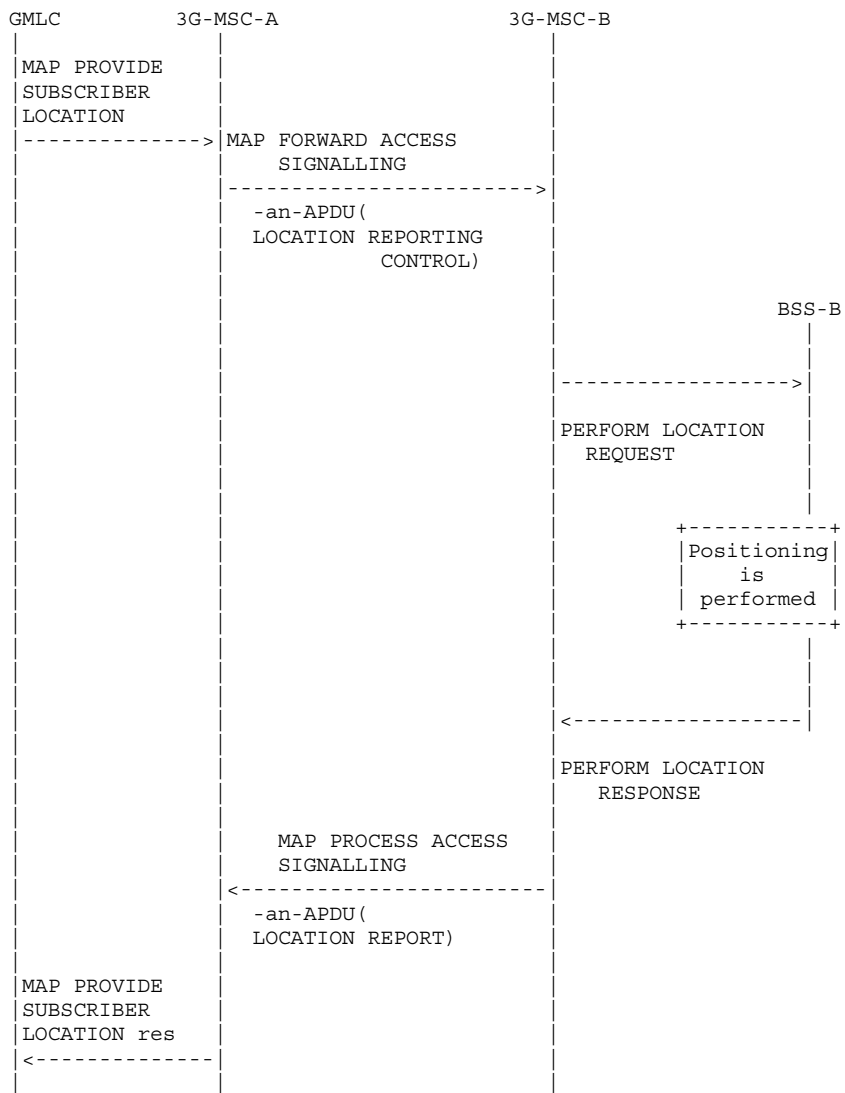 GMLC 3G-MSC-A 3G-MSC-B
MAP PROVIDE
SUBSCRIBER
LOCATION
MAP FORWARD ACCESS
SIGNALLING
-an-APDU(
LOCATION REPORTING
CONTROL)
BSS-B
PERFORM LOCATION
REQUEST
Positioning
is
performed
PERFORM LOCATION
RESPONSE
MAP PROCESS ACCESS
SIGNALLING
-an-APDU(
LOCATION REPORT)
MAP PROVIDE
SUBSCRIBER
LOCATION res